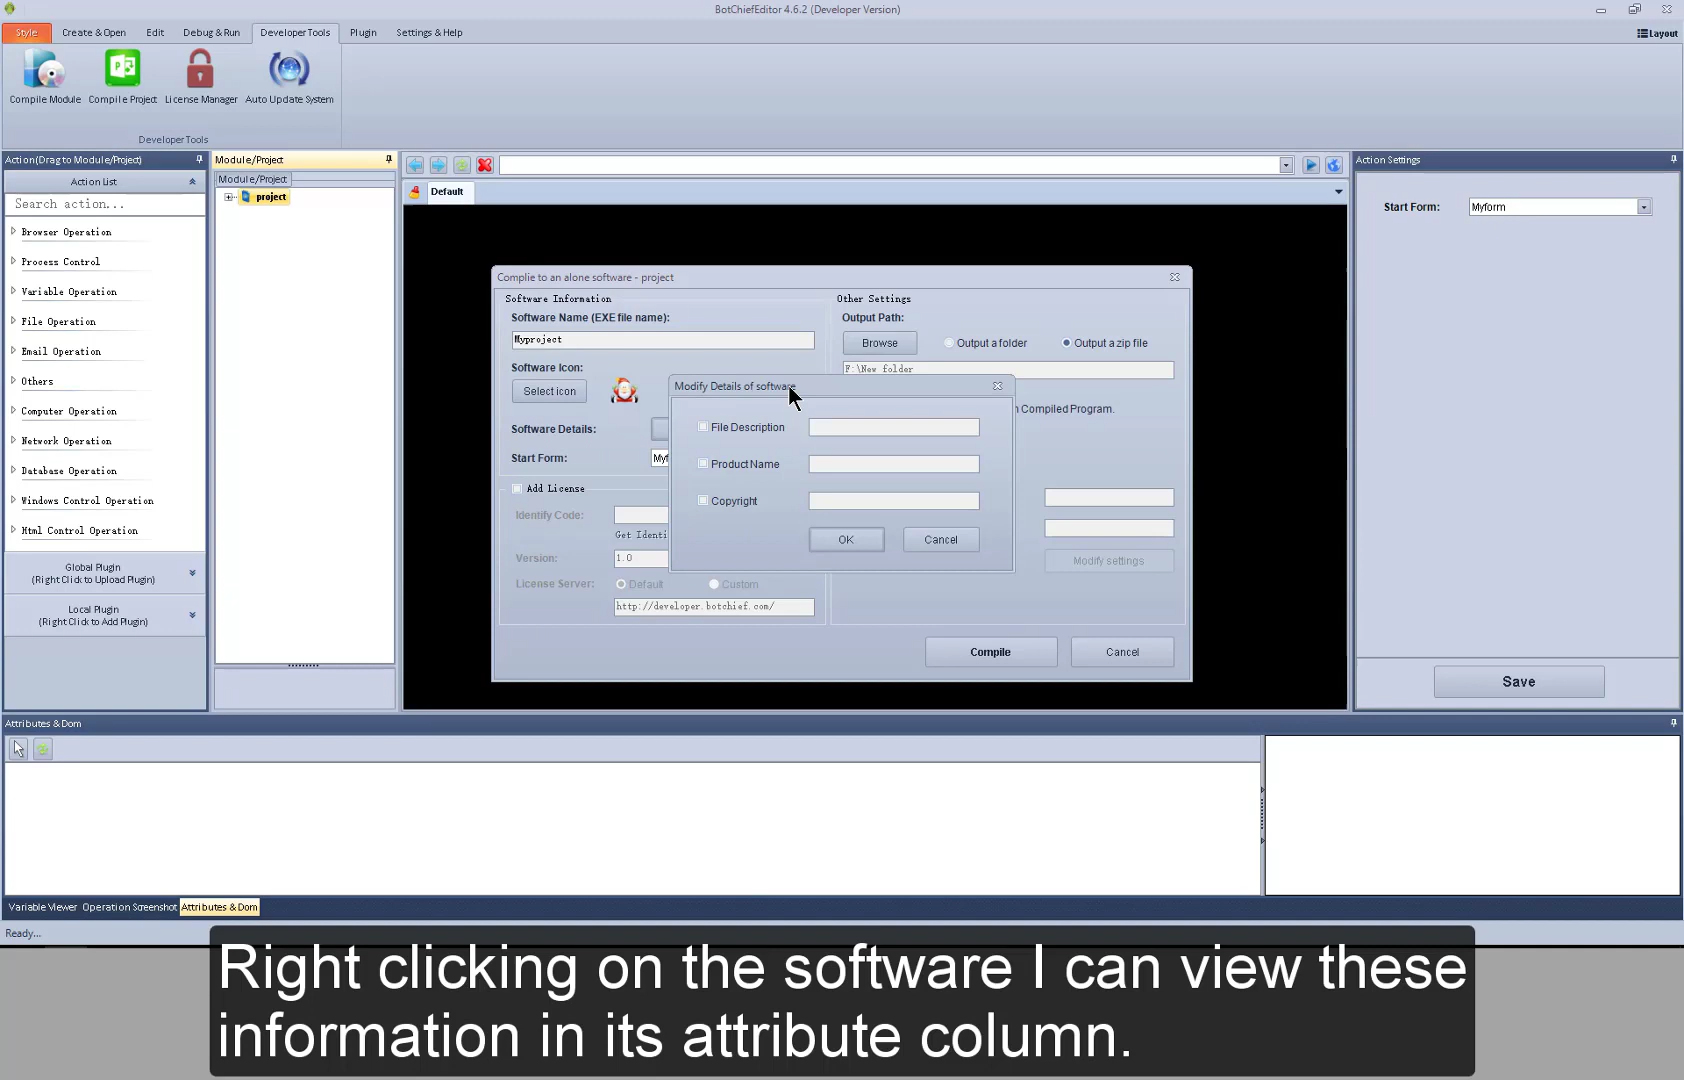 BotChiefEditor 4.6.2 (Developer Version)
Style Create & Open Edit Debug & Run Developer Tools Plugin Settings & Help Layout
Compile Module Compile Project License Manager Auto Update System
Developer Tools
Action(Drag to Module/Project) Module/Project Action Settings
Action List
Module/Project
Search action...
project
Default
Start Form: Myform
Browser Operation
Process Control
Variable Operation
File Operation
Email Operation
Others
Computer Operation
Network Operation
Database Operation
Windows Control Operation
Html Control Operation
Global Plugin
(Right Click to Upload Plugin)
Local Plugin
(Right Click to Add Plugin)
Complie to an alone software - project
Software Information
Software Name (EXE file name):
Myproject
Software Icon:
Select icon
Software Details:
Start Form: Myf
Add License
Identify Code:
Get Identi
Version: 1.0
License Server: Default Custom
http://developer.botchief.com/
Other Settings
Output Path:
Browse Output a folder Output a zip file
F:\New folder
Compiled Program.
Modify settings
Compile Cancel
Modify Details of software
File Description
Product Name
Copyright
OK Cancel
Save
Attributes & Dom
Variable Viewer Operation Screenshot Attributes & Dom
Ready...
Right clicking on the software I can view these
information in its attribute column.